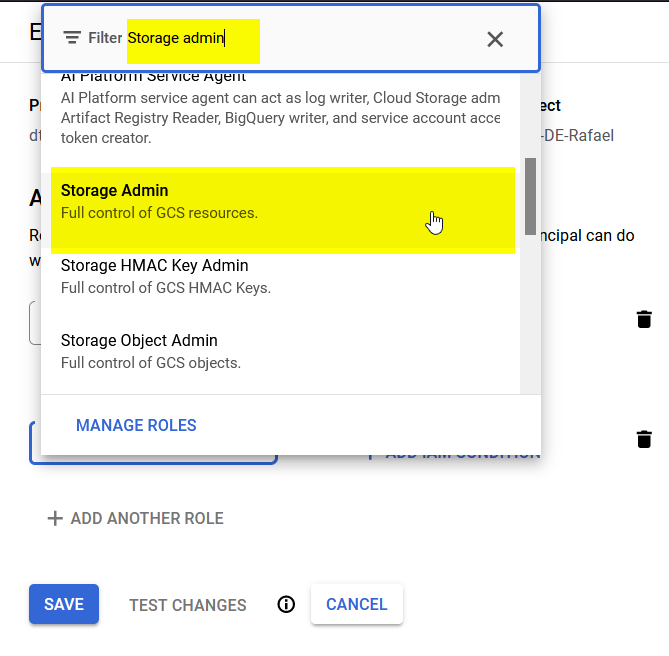 E
Filter Storage admin
AI Platform Service Agent
AI Platform service agent can act as log writer, Cloud Storage adm
Artifact Registry Reader, BigQuery writer, and service account acce
token creator.
P
ect
dt
-DE-Rafael
Storage Admin
Full control of GCS resources.
A
R
ncipal can do
w
Storage HMAC Key Admin
Full control of GCS HMAC Keys.
Storage Object Admin
Full control of GCS objects.
MANAGE ROLES
ADD IAM CONDITION
ADD ANOTHER ROLE
SAVE
TEST CHANGES
CANCEL